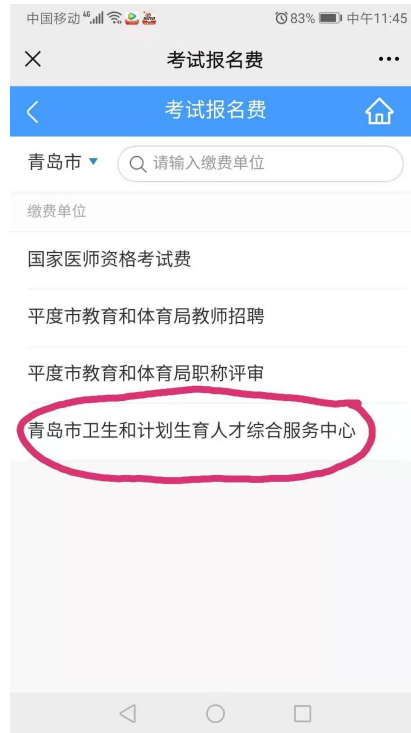 中国移动 46 83% 中午11:45
考试报名费
考试报名费
青岛市 请输入缴费单位
缴费单位
国家医师资格考试费
平度市教育和体育局教师招聘
平度市教育和体育局职称评审
青岛市卫生和计划生育人才综合服务中心